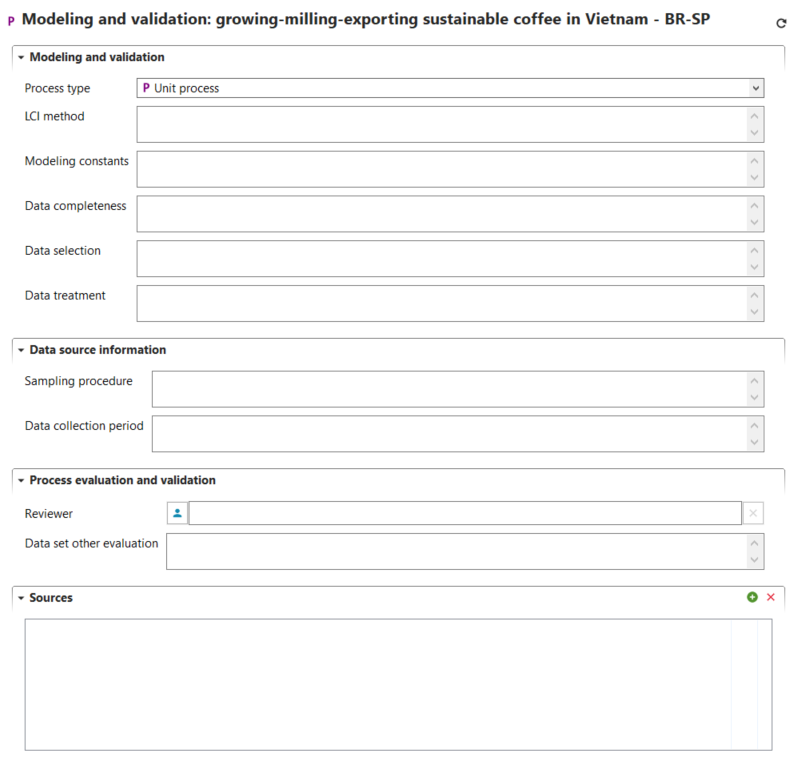 P Modeling and validation: growing-milling-exporting sustainable coffee in Vietnam - BR-SP
Modeling and validation
Process type
P Unit process
LCI method
Modeling constants
Data completeness
Data selection
Data treatment
Data source information
Sampling procedure
Data collection period
Process evaluation and validation
Reviewer
Data set other evaluation
Sources